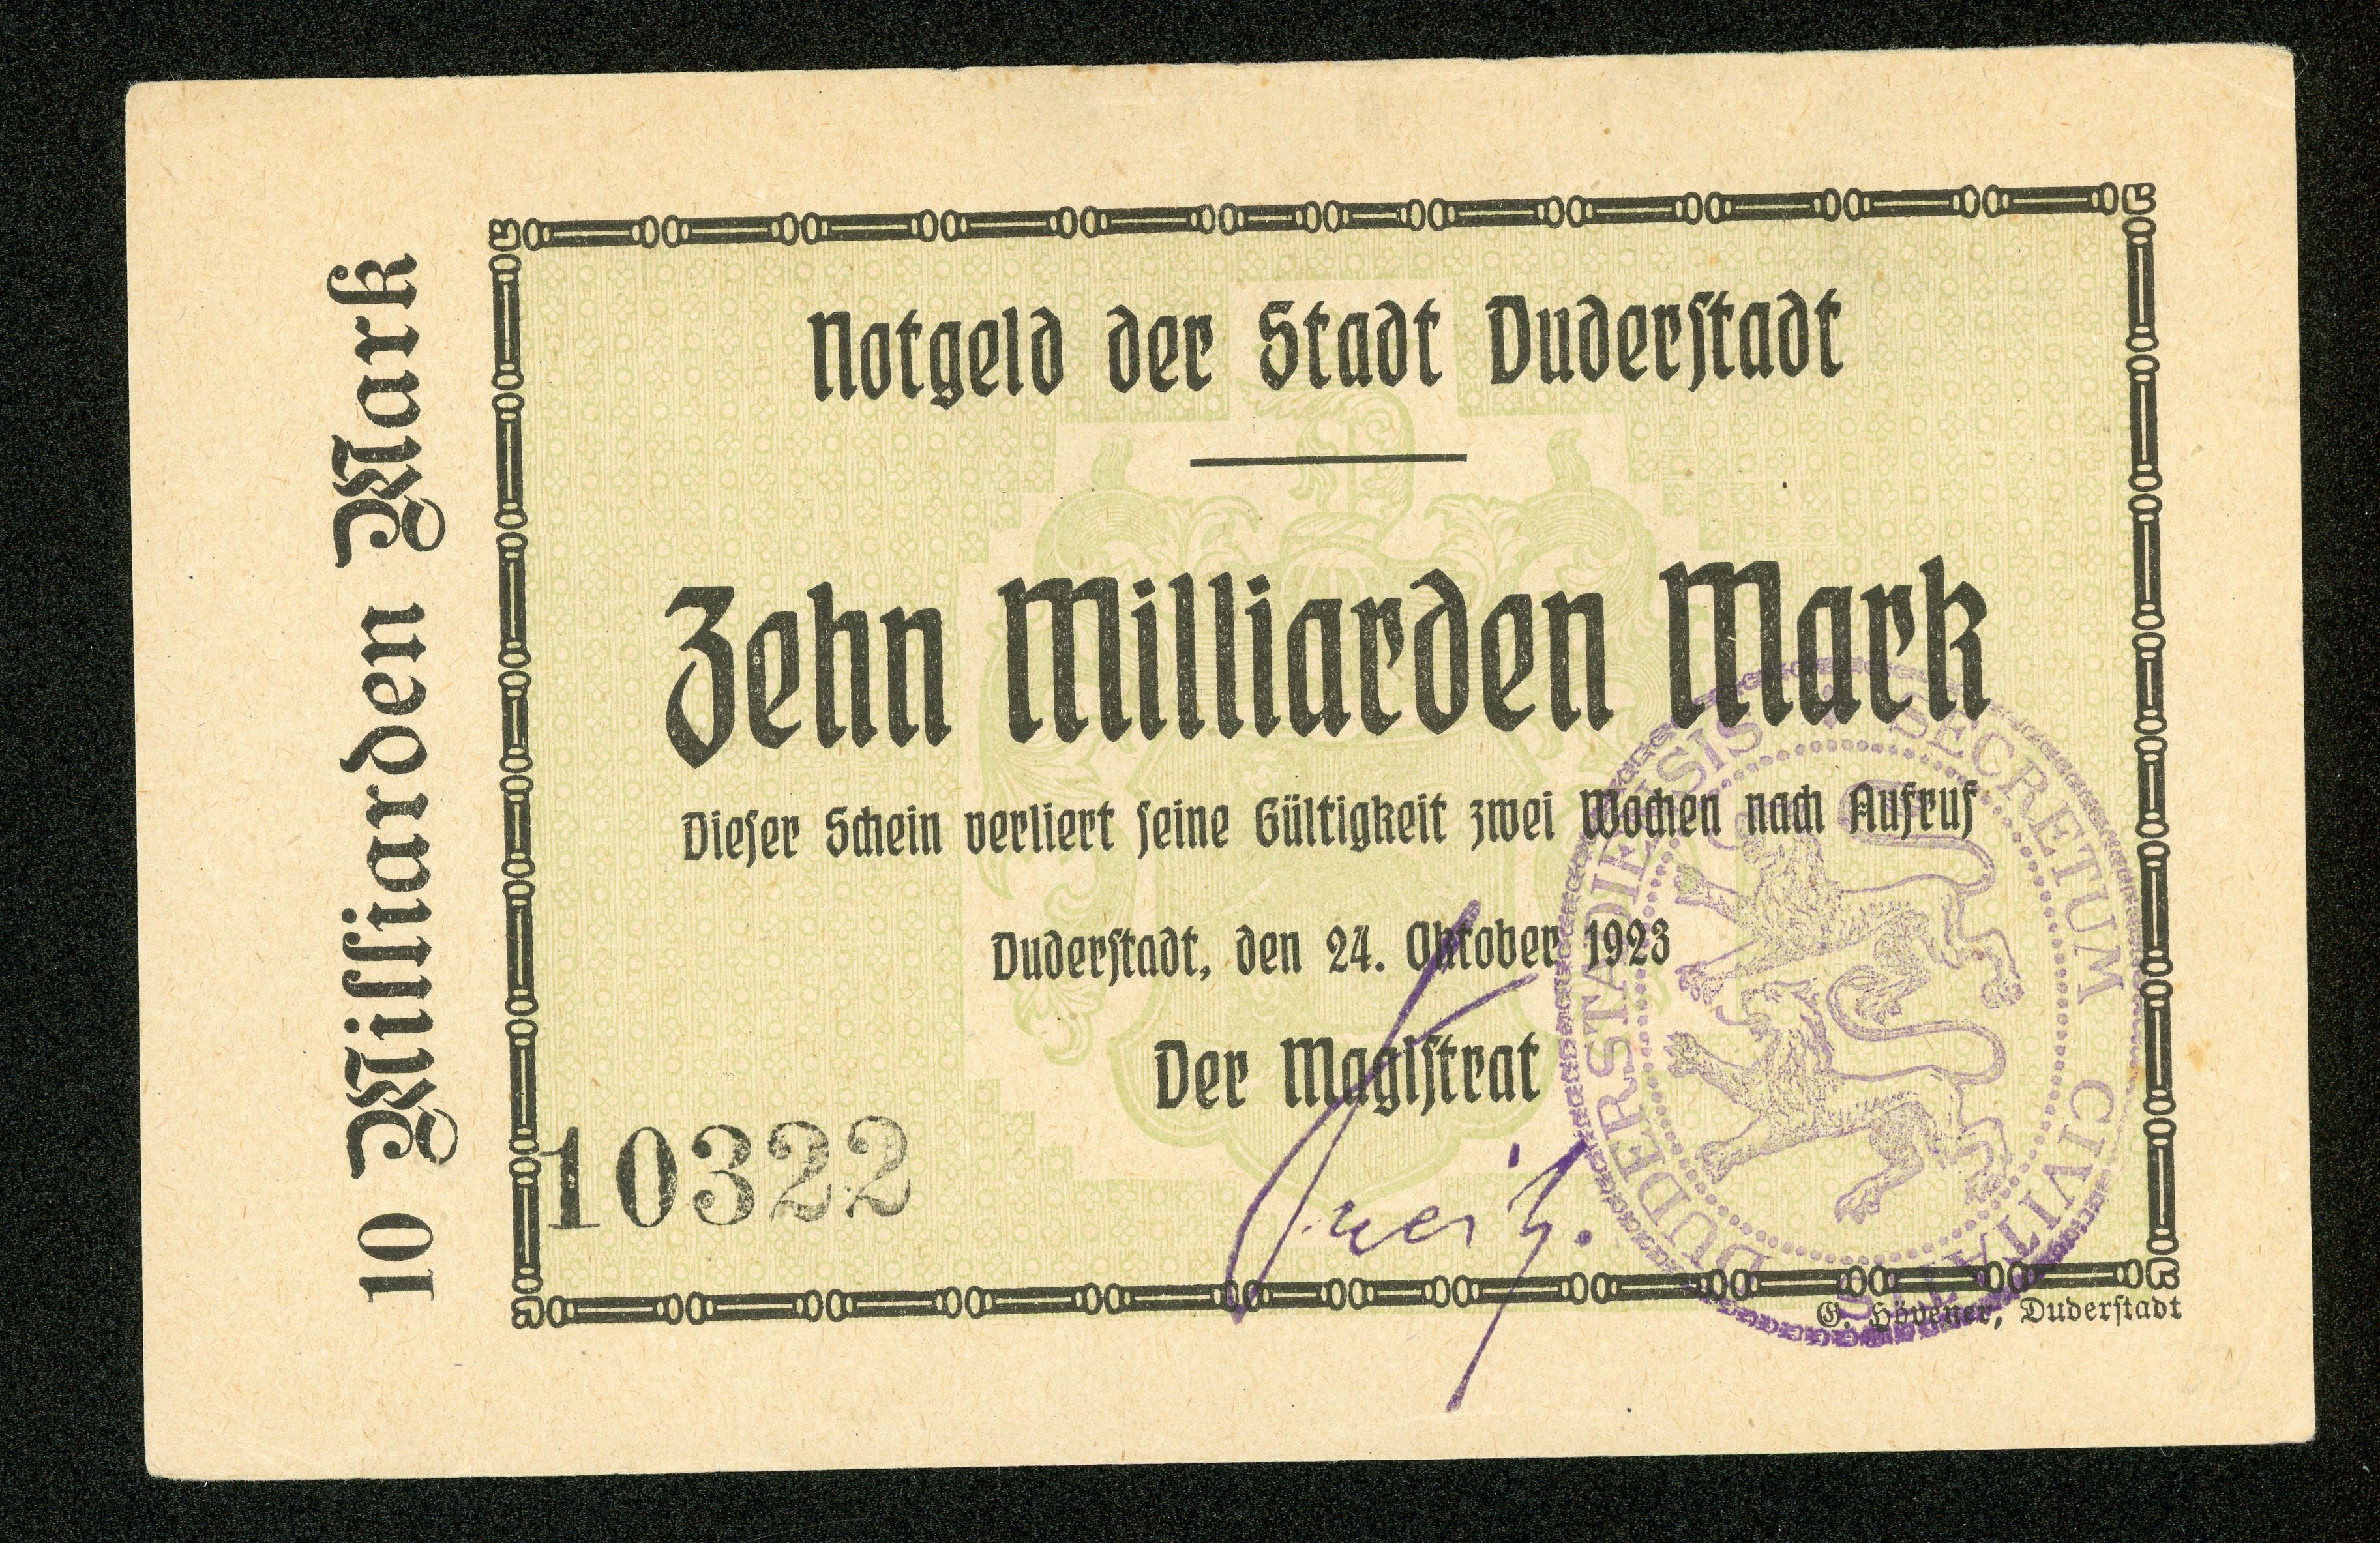 10 Milliarden Mark
Notgeld der Stadt Duderstadt
Zehn Milliarden Mark
Dieser Schein verliert seine Gültigkeit zwei Wochen nach Aufruf
Duderstadt, den 24. Oktober 1923
Der Magistrat
10322
SECRETUM CIVITATIS DUDERSTADIENSIS
G. Hövener, Duderstadt